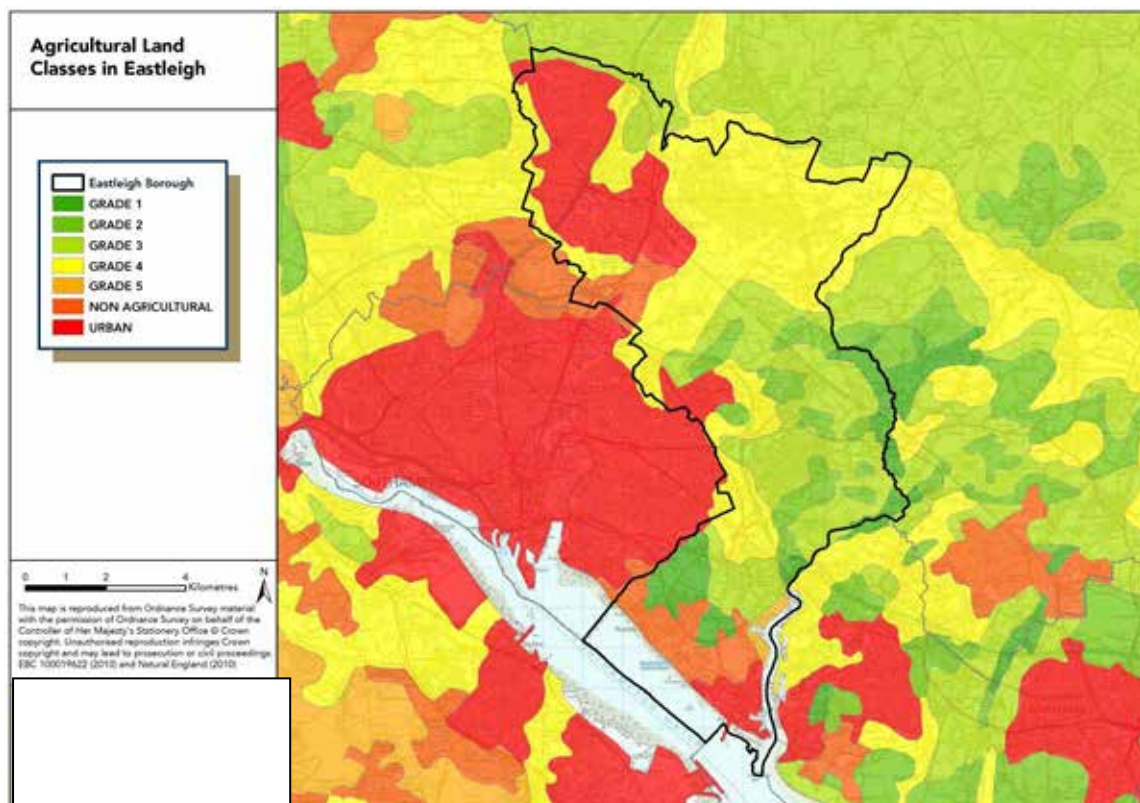 Agricultural Land
Classes in Eastleigh
Eastleigh Borough
GRADE 1
GRADE 2
GRADE 3
GRADE 4
GRADE 5
NON AGRICULTURAL
URBAN
0 1 2 4
Kilometres
N
This map is reproduced from Ordnance Survey material
with the permission of Ordnance Survey on behalf of the
Controller of Her Majesty's Stationery Office © Crown
copyright. Unauthorised reproduction infringes Crown
copyright and may lead to prosecution or civil proceedings
EBC 100019622 (2010) and Natural England (2010)